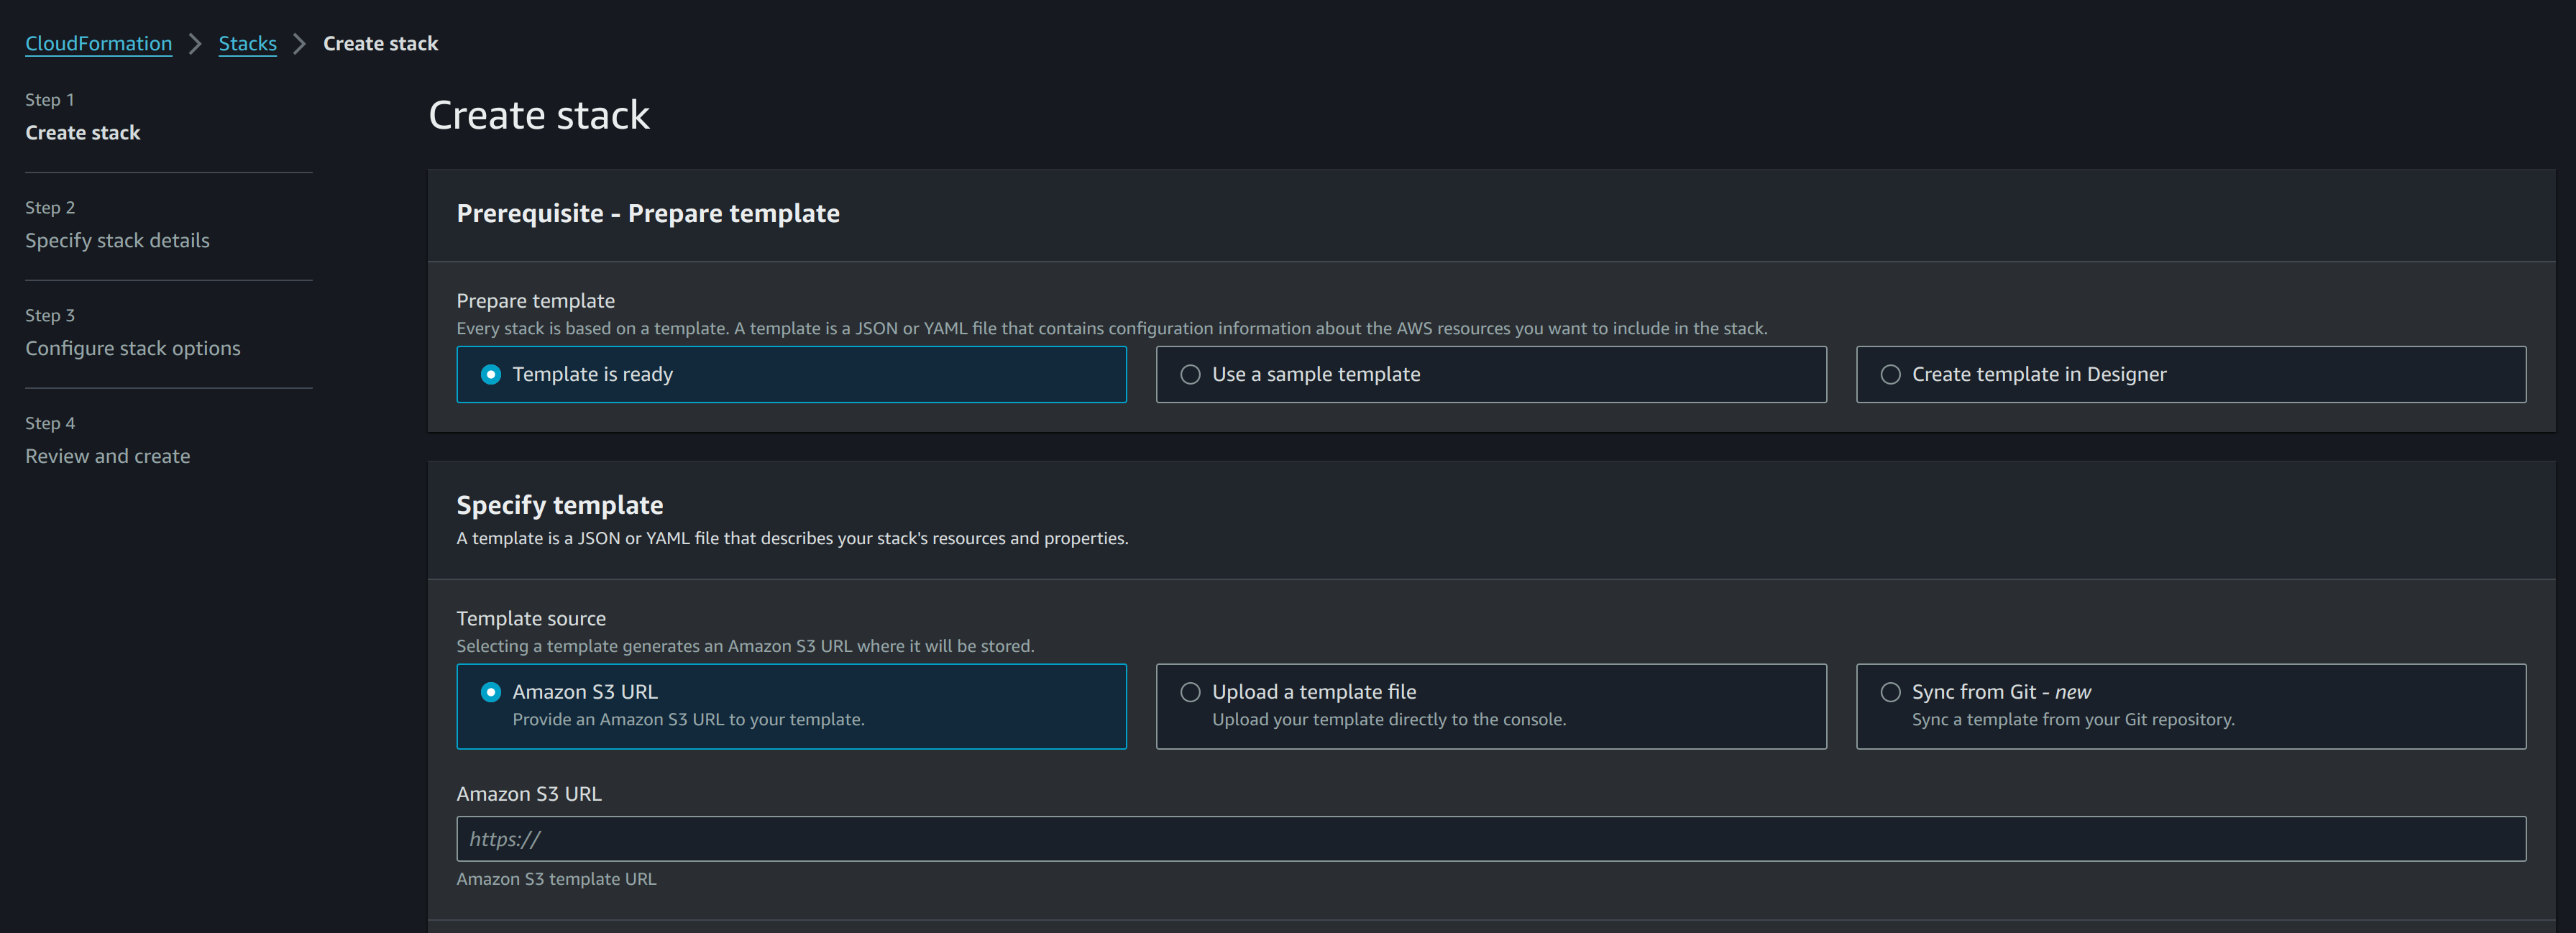 CloudFormation > Stacks > Create stack
Step 1
Create stack
Step 2
Specify stack details
Step 3
Configure stack options
Step 4
Review and create
Create stack
Prerequisite - Prepare template
Prepare template
Every stack is based on a template. A template is a JSON or YAML file that contains configuration information about the AWS resources you want to include in the stack.
Template is ready
Use a sample template
Create template in Designer
Specify template
A template is a JSON or YAML file that describes your stack's resources and properties.
Template source
Selecting a template generates an Amazon S3 URL where it will be stored.
Amazon S3 URL
Provide an Amazon S3 URL to your template.
Upload a template file
Upload your template directly to the console.
Sync from Git - new
Sync a template from your Git repository.
Amazon S3 URL
https://
Amazon S3 template URL